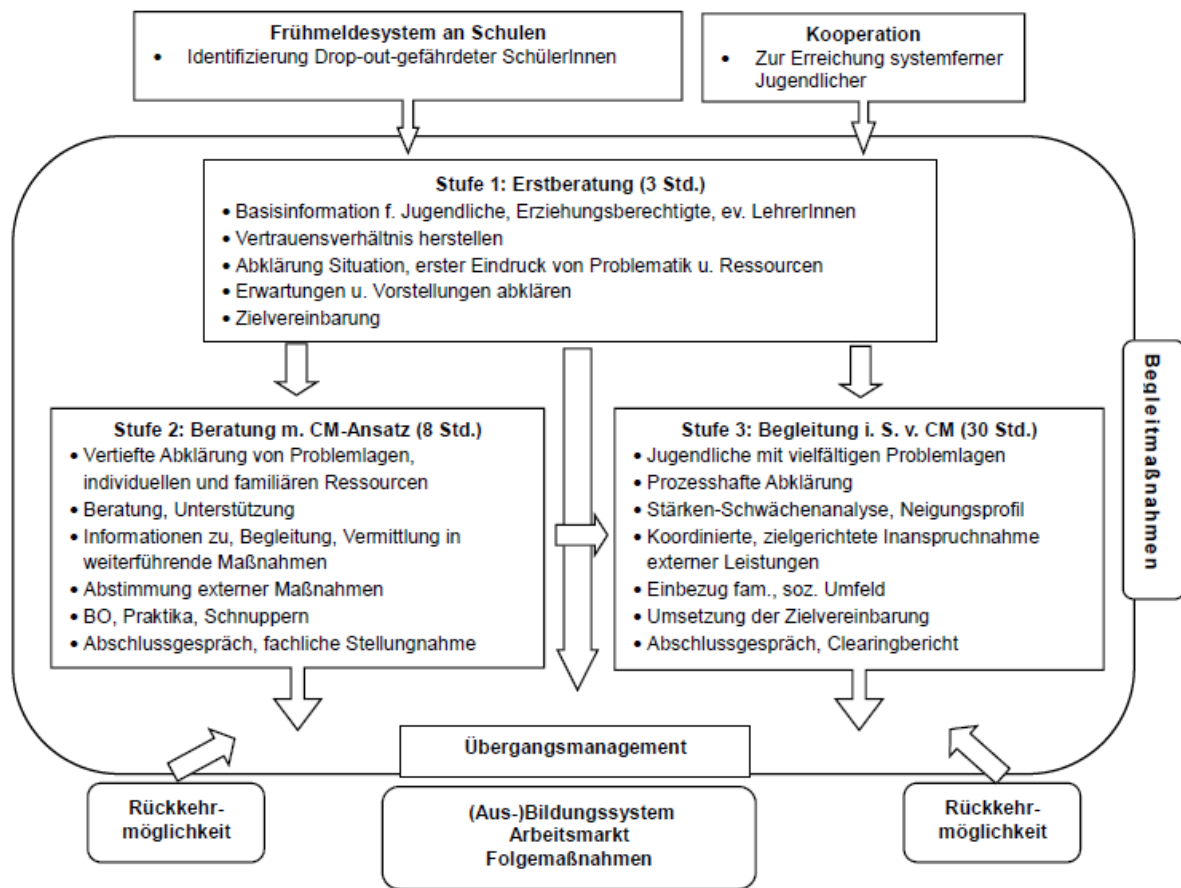 Frühmeldesystem an Schulen
• Identifizierung Drop-out-gefährdeter SchülerInnen
Kooperation
• Zur Erreichung systemferner
Jugendlicher
Stufe 1: Erstberatung (3 Std.)
• Basisinformation f. Jugendliche, Erziehungsberechtigte, ev. LehrerInnen
• Vertrauensverhältnis herstellen
• Abklärung Situation, erster Eindruck von Problematik u. Ressourcen
• Erwartungen u. Vorstellungen abklären
• Zielvereinbarung
Stufe 2: Beratung m. CM-Ansatz (8 Std.)
• Vertiefte Abklärung von Problemlagen,
individuellen und familiären Ressourcen
• Beratung, Unterstützung
• Informationen zu, Begleitung, Vermittlung in
weiterführende Maßnahmen
• Abstimmung externer Maßnahmen
• BO, Praktika, Schnuppern
• Abschlussgespräch, fachliche Stellungnahme
Stufe 3: Begleitung i. S. v. CM (30 Std.)
• Jugendliche mit vielfältigen Problemlagen
• Prozesshafte Abklärung
• Stärken-Schwächenanalyse, Neigungsprofil
• Koordinierte, zielgerichtete Inanspruchnahme
externer Leistungen
• Einbezug fam., soz. Umfeld
• Umsetzung der Zielvereinbarung
• Abschlussgespräch, Clearingbericht
Begleitmaßnahmen
Übergangsmanagement
Rückkehr-
möglichkeit
(Aus-)Bildungssystem
Arbeitsmarkt
Folgemaßnahmen
Rückkehr-
möglichkeit